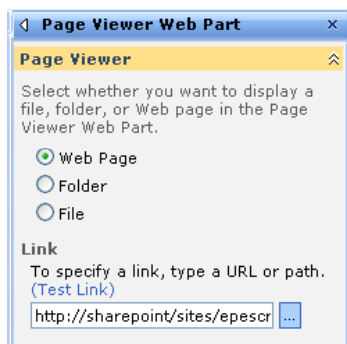 Page Viewer Web Part
Page Viewer
Select whether you want to display a
file, folder, or Web page in the Page
Viewer Web Part.
Web Page
Folder
File
Link
To specify a link, type a URL or path.
(Test Link)
http://sharepoint/sites/epescr ...